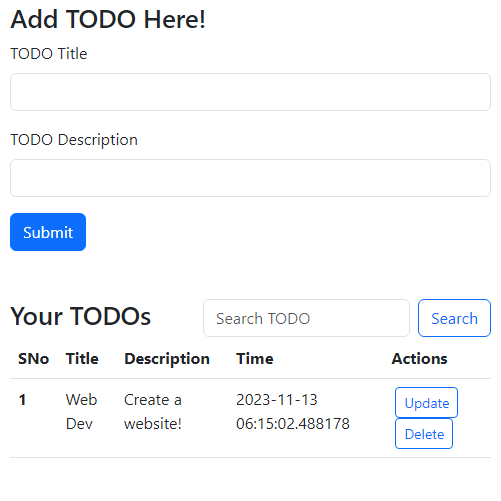 Add TODO Here!
TODO Title
TODO Description
Submit
Your TODOs
Search TODO
Search
SNo Title Description Time Actions
1 Web Create a 2023-11-13 Update
Dev website! 06:15:02.488178
Delete